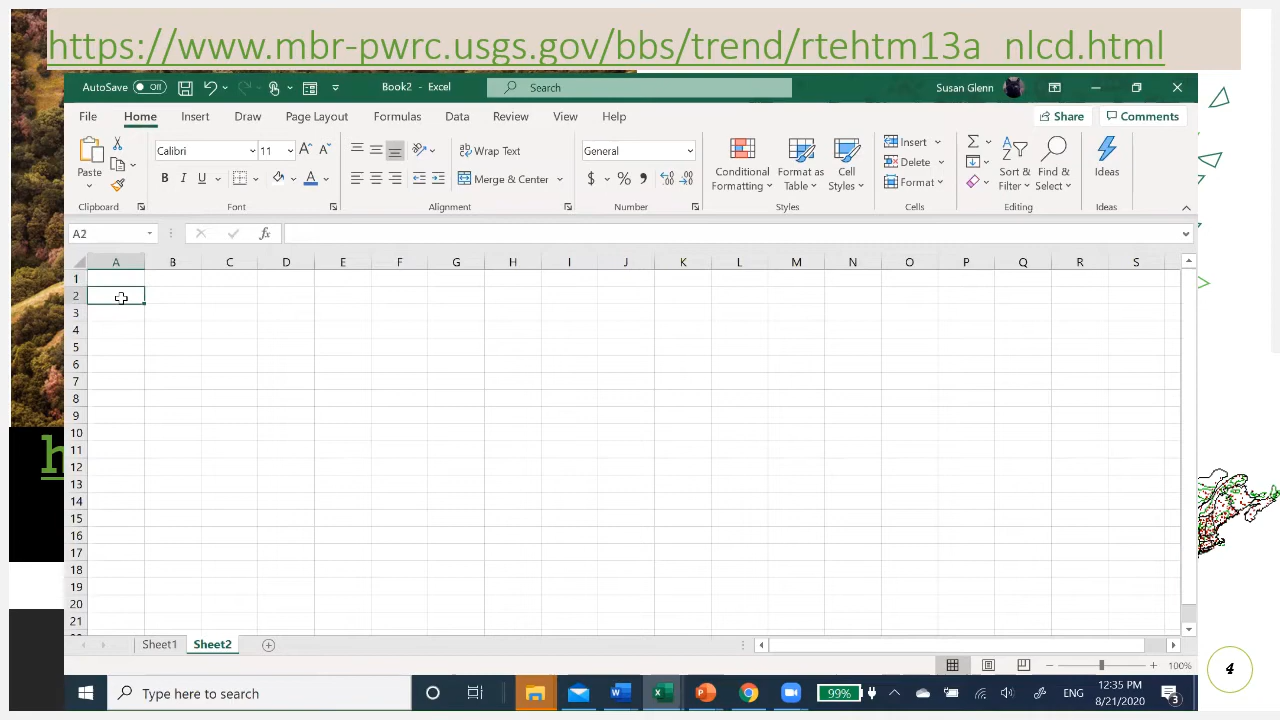 https://www.mbr-pwrc.usgs.gov/bbs/trend/rtehtm13a_nlcd.html
AutoSave Off Book2 - Excel Search Susan Glenn
File Home Insert Draw Page Layout Formulas Data Review View Help Share Comments
Paste Calibri 11 A A Wrap Text General Conditional Formatting Format as Table Cell Styles Insert Sort & Filter Find & Select Ideas
B I U A Merge & Center $ % 9 Delete
Format
Clipboard Font Alignment Number Styles Cells Editing Ideas
A2 fx
A B C D E F G H I J K L M N O P Q R S
1
2
3
4
5
6
7
8
9
10
11
12
13
14
15
16
17
18
19
20
21
h
Sheet1 Sheet2
100%
4
Type here to search 99% ENG 12:35 PM
8/21/2020 3